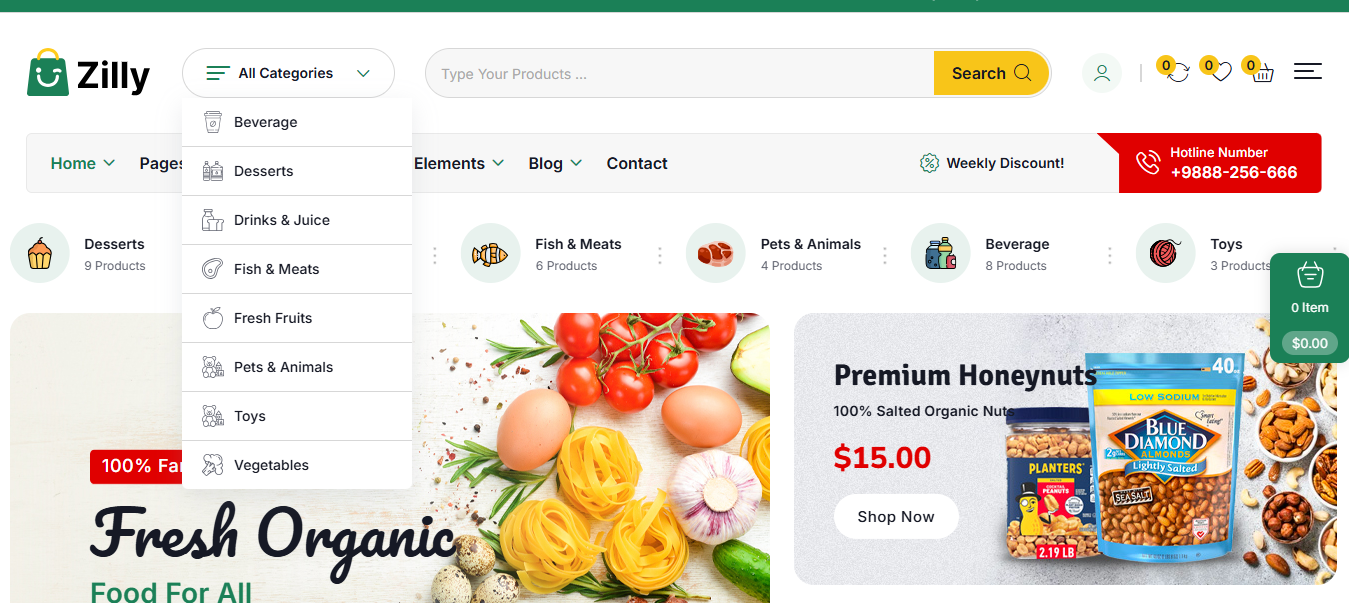 Zilly
All Categories
Type Your Products ...
Search
0
0
0
Beverage
Desserts
Drinks & Juice
Fish & Meats
Fresh Fruits
Pets & Animals
Toys
Vegetables
Home
Pages
Elements
Blog
Contact
Weekly Discount!
Hotline Number
+9888-256-666
Desserts
9 Products
Fish & Meats
6 Products
Pets & Animals
4 Products
Beverage
8 Products
Toys
3 Products
0 Item
$0.00
100% Far
Fresh Organic
Food For All
Premium Honeynuts
100% Salted Organic Nuts
$15.00
Shop Now
PLANTERS
COCKTAIL
PEANUTS
2.19 LB
40
LOW SODIUM
Smart
Eating!
BLUE
DIAMOND
ALMONDS
Lightly Salted
SEA SALT